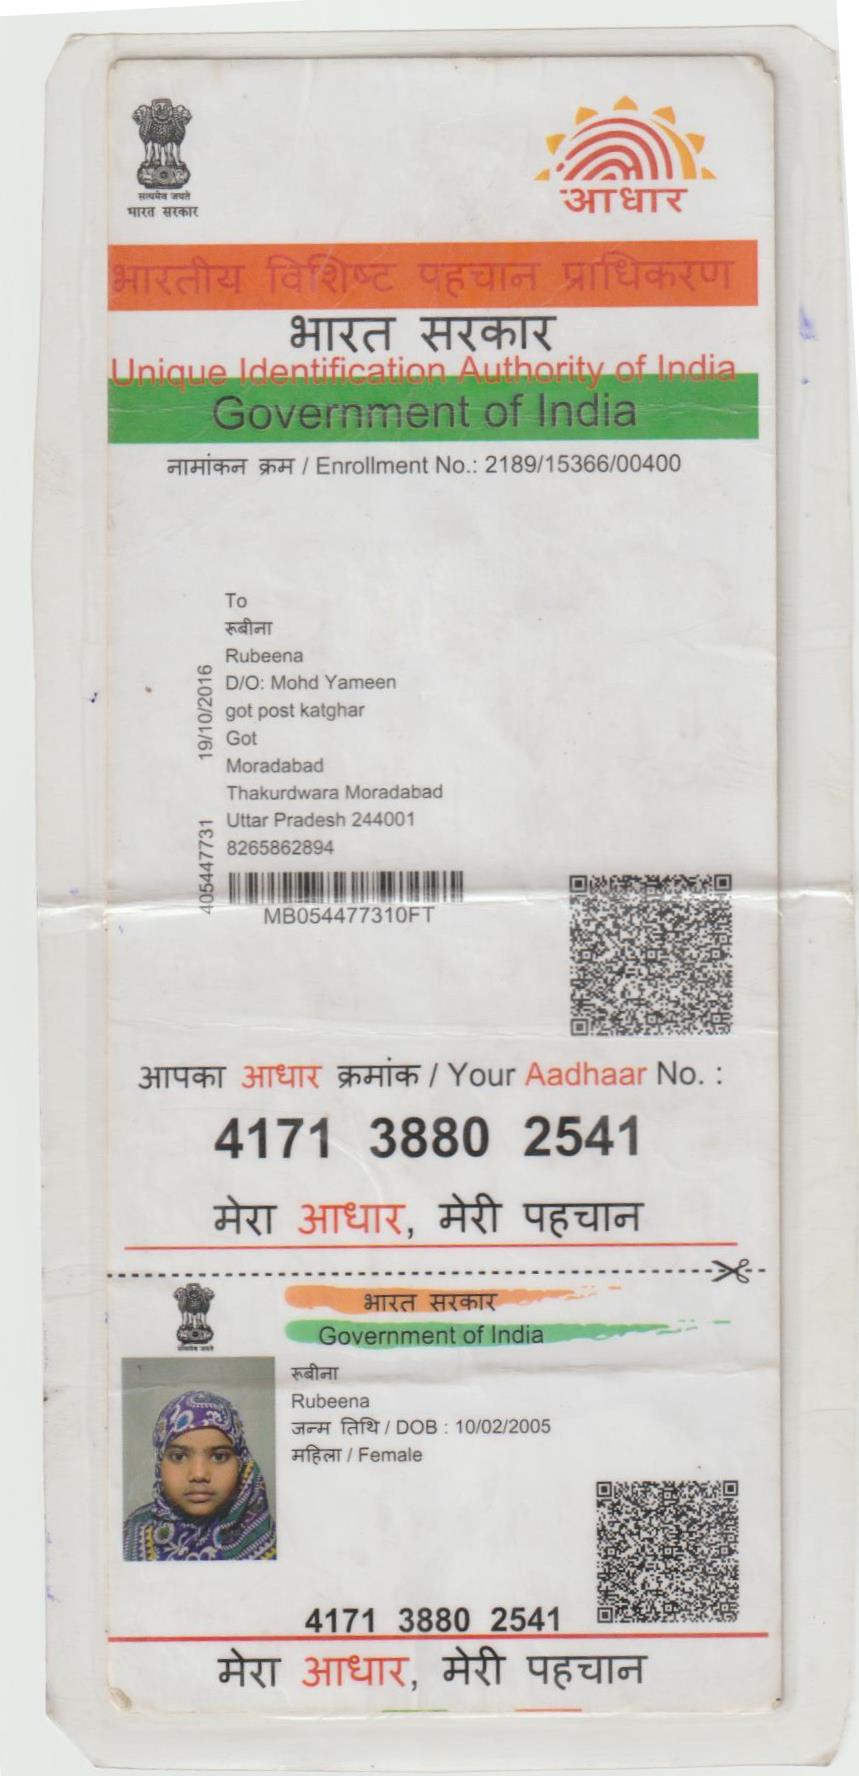 सत्यमेव जयते
भारत सरकार
आधार
भारतीय विशिष्ट पहचान प्राधिकरण
भारत सरकार
Unique Identification Authority of India
Government of India
नामांकन क्रम / Enrollment No.: 2189/15366/00400
To
रूबीना
Rubeena
D/O: Mohd Yameen
got post katghar
Got
Moradabad
Thakurdwara Moradabad
Uttar Pradesh 244001
8265862894
405447731 19/10/2016
MB054477310FT
आपका आधार क्रमांक / Your Aadhaar No. :
4171 3880 2541
मेरा आधार, मेरी पहचान
भारत सरकार
Government of India
सत्यमेव जयते
रूबीना
Rubeena
जन्म तिथि / DOB : 10/02/2005
महिला / Female
4171 3880 2541
मेरा आधार, मेरी पहचान